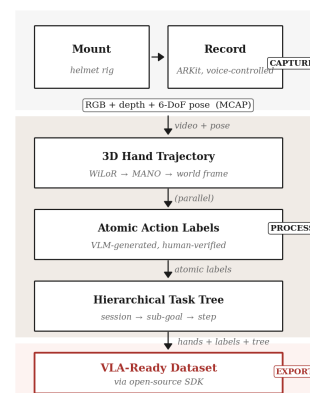 Mount
helmet rig
Record
ARKit, voice-controlled
CAPTURE
RGB + depth + 6-DoF pose (MCAP)
video + pose
3D Hand Trajectory
WiLoR → MANO → world frame
(parallel)
Atomic Action Labels
VLM-generated, human-verified
PROCESS
atomic labels
Hierarchical Task Tree
session → sub-goal → step
hands + labels + tree
VLA-Ready Dataset
via open-source SDK
EXPORT